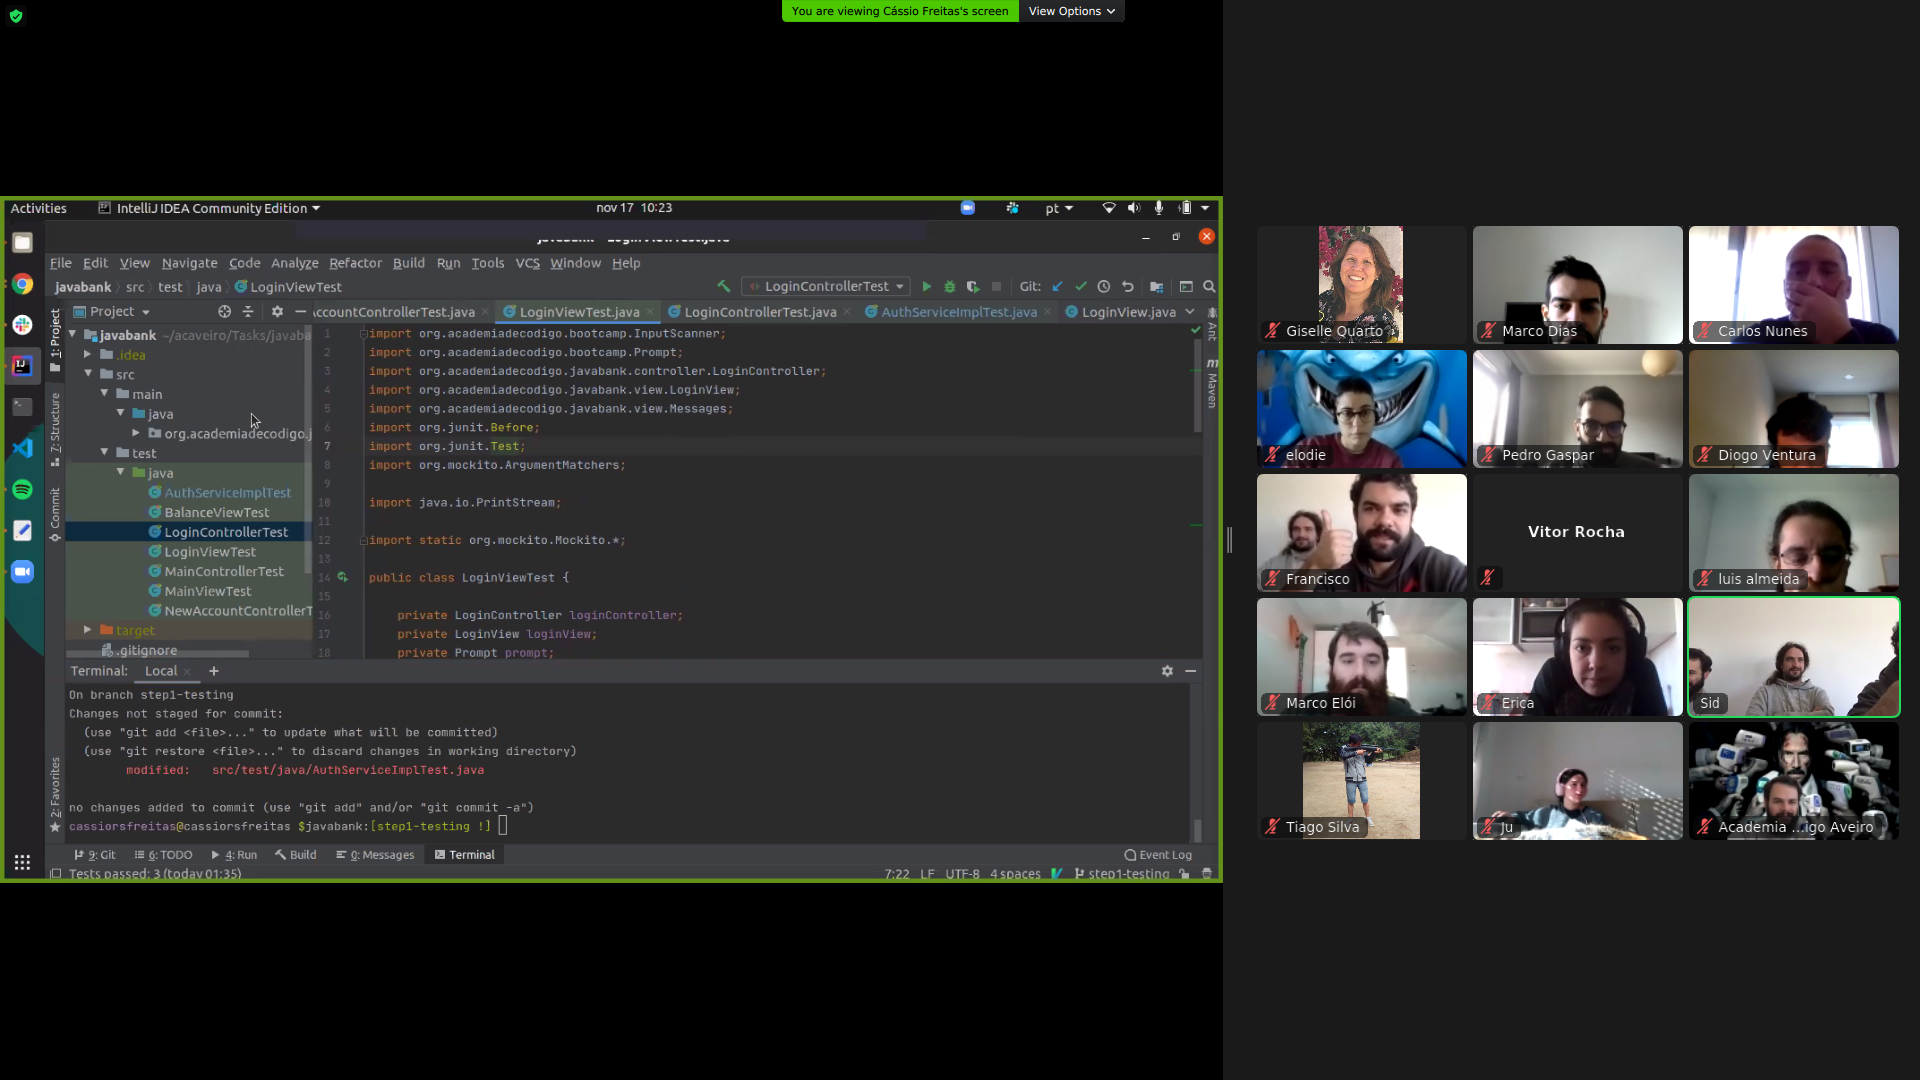 You are viewing Cássio Freitas's screen
View Options
Activities
IntelliJ IDEA Community Edition
nov 17 10:23
pt
javabank - LoginViewTest.java
File Edit View Navigate Code Analyze Refactor Build Run Tools VCS Window Help
javabank src test java LoginViewTest
LoginControllerTest
Git:
Project
AccountControllerTest.java
LoginViewTest.java
LoginControllerTest.java
AuthServiceImplTest.java
LoginView.java
1: Project
7: Structure
Commit
2: Favorites
Ant
Maven
javabank ~/acaveiro/Tasks/javaba
.idea
src
main
java
org.academiadecodigo.j
test
java
AuthServiceImplTest
BalanceViewTest
LoginControllerTest
LoginViewTest
MainControllerTest
MainViewTest
NewAccountControllerT
target
.gitignore
1 import org.academiadecodigo.bootcamp.InputScanner;
2 import org.academiadecodigo.bootcamp.Prompt;
3 import org.academiadecodigo.javabank.controller.LoginController;
4 import org.academiadecodigo.javabank.view.LoginView;
5 import org.academiadecodigo.javabank.view.Messages;
6 import org.junit.Before;
7 import org.junit.Test;
8 import org.mockito.ArgumentMatchers;
9
10 import java.io.PrintStream;
11
12 import static org.mockito.Mockito.*;
13
14 public class LoginViewTest {
15
16 private LoginController loginController;
17 private LoginView loginView;
18 private Prompt prompt;
Terminal: Local
On branch step1-testing
Changes not staged for commit:
(use "git add <file>..." to update what will be committed)
(use "git restore <file>..." to discard changes in working directory)
modified: src/test/java/AuthServiceImplTest.java
no changes added to commit (use "git add" and/or "git commit -a")
cassiorsfreitas@cassiorsfreitas $javabank:[step1-testing !]
9: Git 6: TODO 4: Run Build 0: Messages Terminal Event Log
Tests passed: 3 (today 01:35)
7:22 LF UTF-8 4 spaces step1-testing
Giselle Quarto
Marco Dias
Carlos Nunes
elodie
Pedro Gaspar
Diogo Ventura
Francisco
Vitor Rocha
luis almeida
Marco Elói
Erica
Sid
Tiago Silva
Ju
Academia ...igo Aveiro